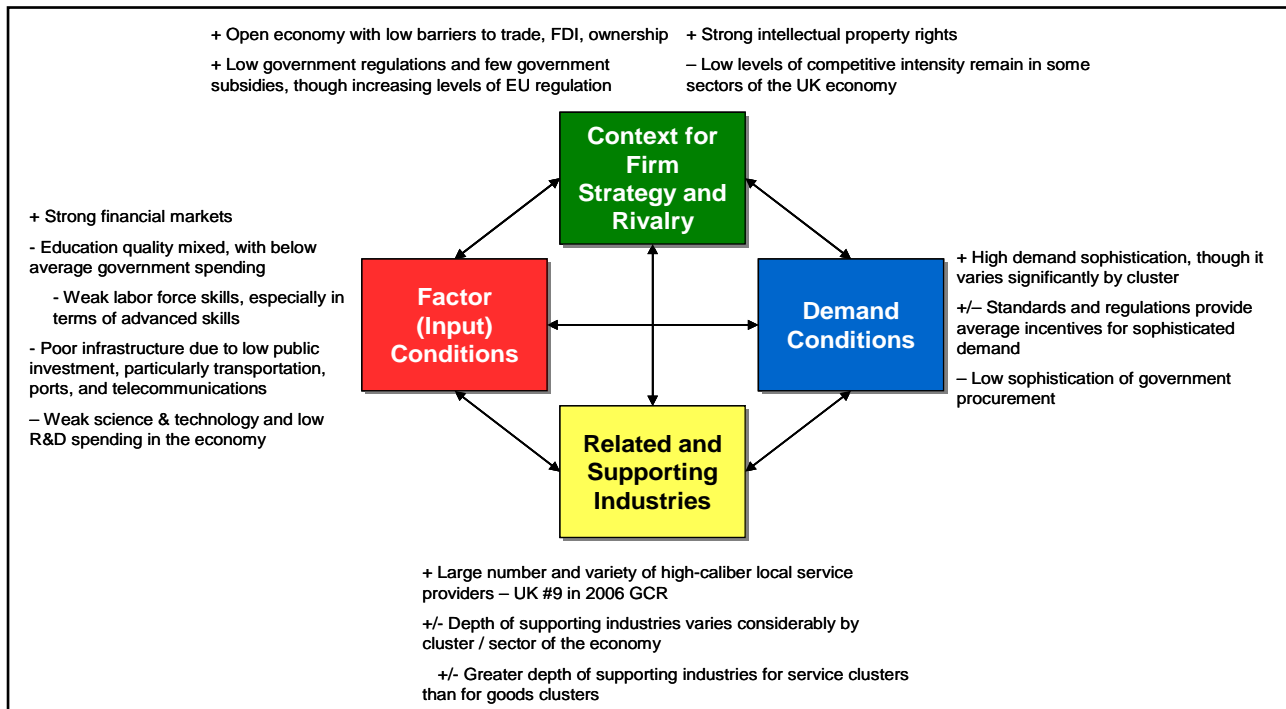 + Open economy with low barriers to trade, FDI, ownership
+ Low government regulations and few government
subsidies, though increasing levels of EU regulation
+ Strong intellectual property rights
– Low levels of competitive intensity remain in some
sectors of the UK economy
Context for
Firm
Strategy and
Rivalry
+ Strong financial markets
- Education quality mixed, with below
average government spending
- Weak labor force skills, especially in
terms of advanced skills
- Poor infrastructure due to low public
investment, particularly transportation,
ports, and telecommunications
– Weak science & technology and low
R&D spending in the economy
Factor
(Input)
Conditions
Demand
Conditions
+ High demand sophistication, though it
varies significantly by cluster
+/– Standards and regulations provide
average incentives for sophisticated
demand
– Low sophistication of government
procurement
Related and
Supporting
Industries
+ Large number and variety of high-caliber local service
providers – UK #9 in 2006 GCR
+/- Depth of supporting industries varies considerably by
cluster / sector of the economy
+/- Greater depth of supporting industries for service clusters
than for goods clusters